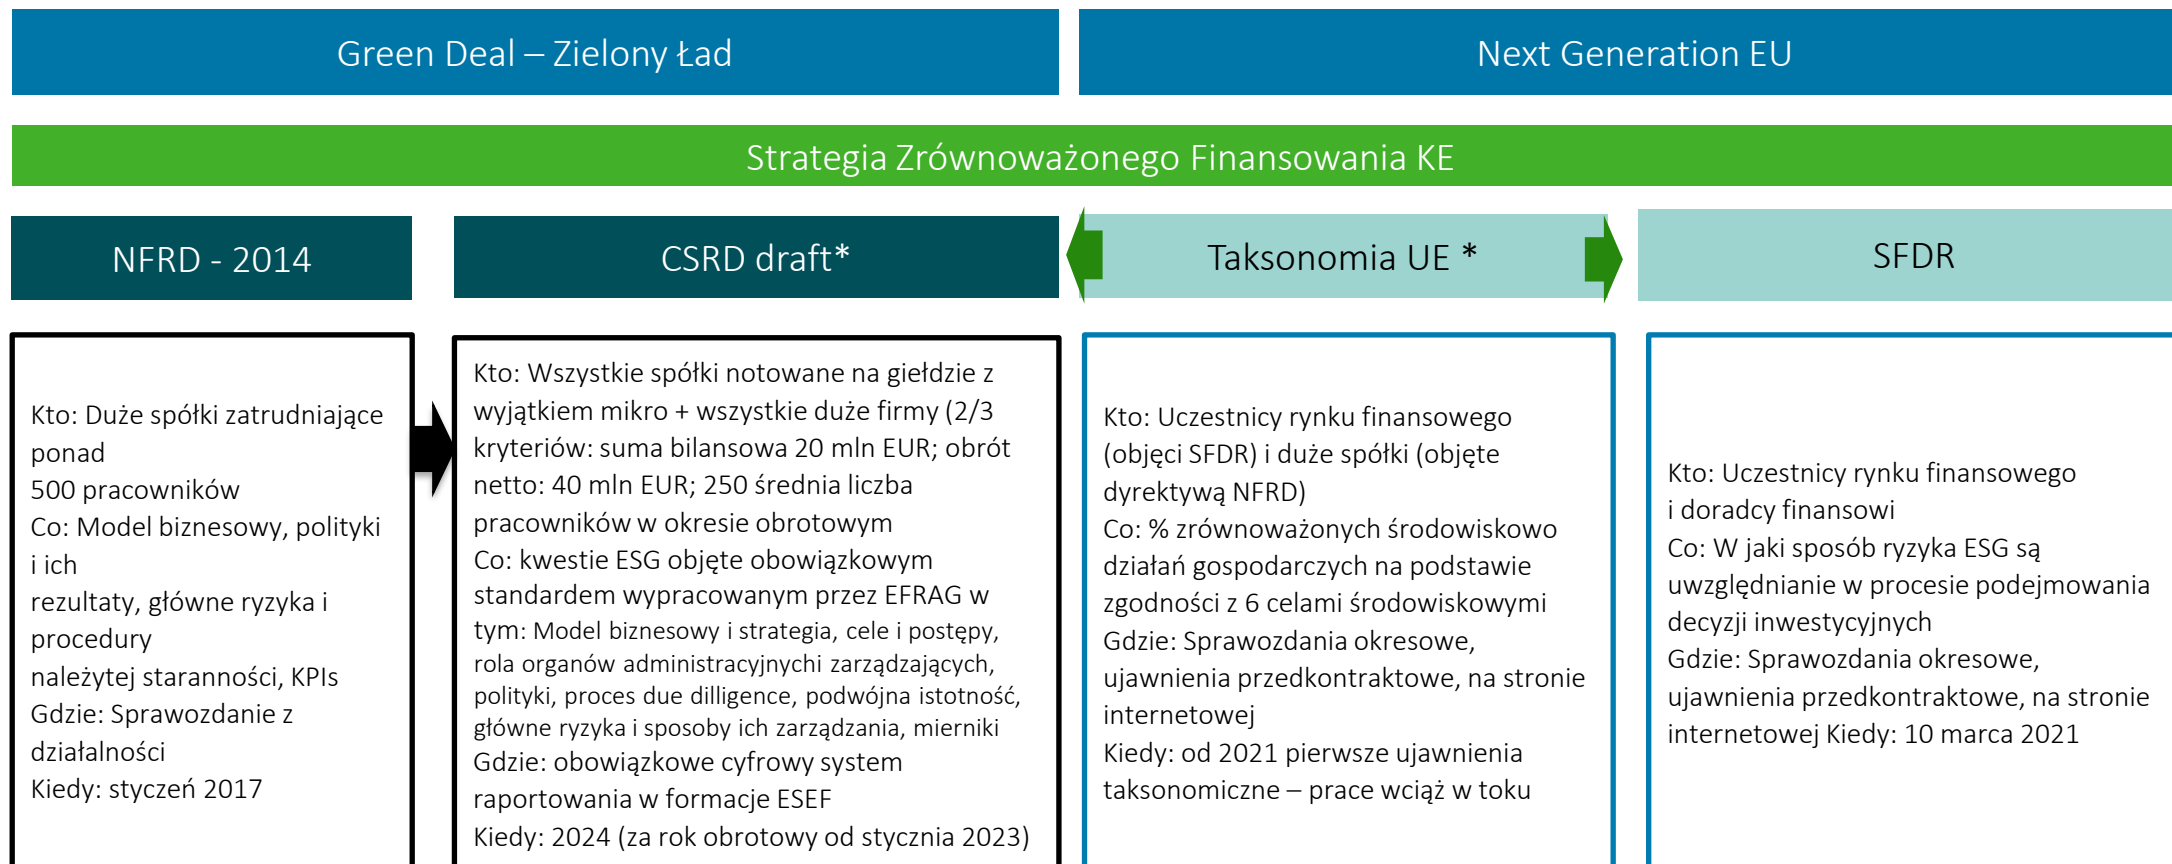 Green Deal – Zielony Ład
Next Generation EU
Strategia Zrównoważonego Finansowania KE
NFRD - 2014
CSRD draft*
Taksonomia UE *
SFDR
Kto: Duże spółki zatrudniające
ponad
500 pracowników
Co: Model biznesowy, polityki
i ich
rezultaty, główne ryzyka i
procedury
należytej staranności, KPIs
Gdzie: Sprawozdanie z
działalności
Kiedy: styczeń 2017
Kto: Wszystkie spółki notowane na giełdzie z
wyjątkiem mikro + wszystkie duże firmy (2/3
kryteriów: suma bilansowa 20 mln EUR; obrót
netto: 40 mln EUR; 250 średnia liczba
pracowników w okresie obrotowym
Co: kwestie ESG objęte obowiązkowym
standardem wypracowanym przez EFRAG w
tym: Model biznesowy i strategia, cele i postępy,
rola organów administracyjnychi zarządzających,
polityki, proces due dilligence, podwójna istotność,
główne ryzyka i sposoby ich zarządzania, mierniki
Gdzie: obowiązkowe cyfrowy system
raportowania w formacje ESEF
Kiedy: 2024 (za rok obrotowy od stycznia 2023)
Kto: Uczestnicy rynku finansowego
(objęci SFDR) i duże spółki (objęte
dyrektywą NFRD)
Co: % zrównoważonych środowiskowo
działań gospodarczych na podstawie
zgodności z 6 celami środowiskowymi
Gdzie: Sprawozdania okresowe,
ujawnienia przedkontraktowe, na stronie
internetowej
Kiedy: od 2021 pierwsze ujawnienia
taksonomiczne – prace wciąż w toku
Kto: Uczestnicy rynku finansowego
i doradcy finansowi
Co: W jaki sposób ryzyka ESG są
uwzględnianie w procesie podejmowania
decyzji inwestycyjnych
Gdzie: Sprawozdania okresowe,
ujawnienia przedkontraktowe, na stronie
internetowej Kiedy: 10 marca 2021